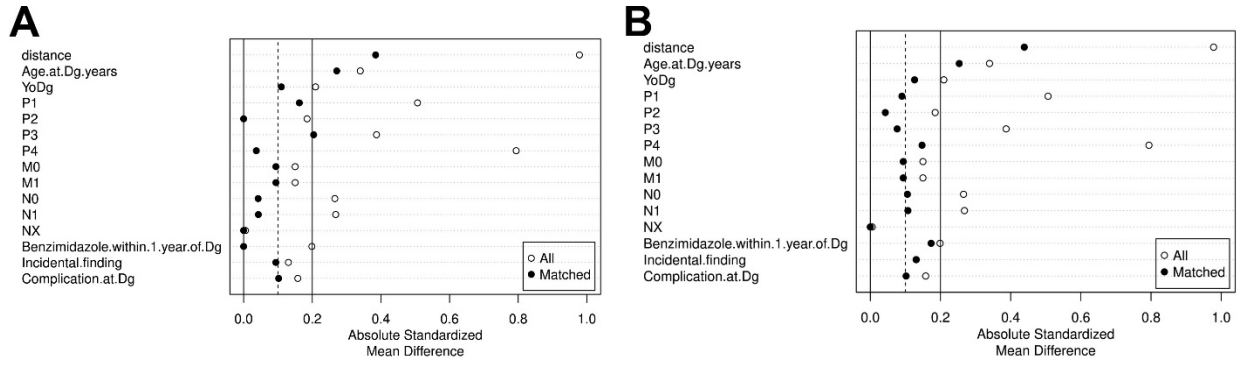 A
distance
Age.at.Dg.years
YoDg
P1
P2
P3
P4
M0
M1
N0
N1
NX
Benzimidazole.within.1.year.of.Dg
Incidental.finding
Complication.at.Dg
All
Matched
0.0 0.2 0.4 0.6 0.8 1.0
Absolute Standardized
Mean Difference
B
distance
Age.at.Dg.years
YoDg
P1
P2
P3
P4
M0
M1
N0
N1
NX
Benzimidazole.within.1.year.of.Dg
Incidental.finding
Complication.at.Dg
All
Matched
0.0 0.2 0.4 0.6 0.8 1.0
Absolute Standardized
Mean Difference